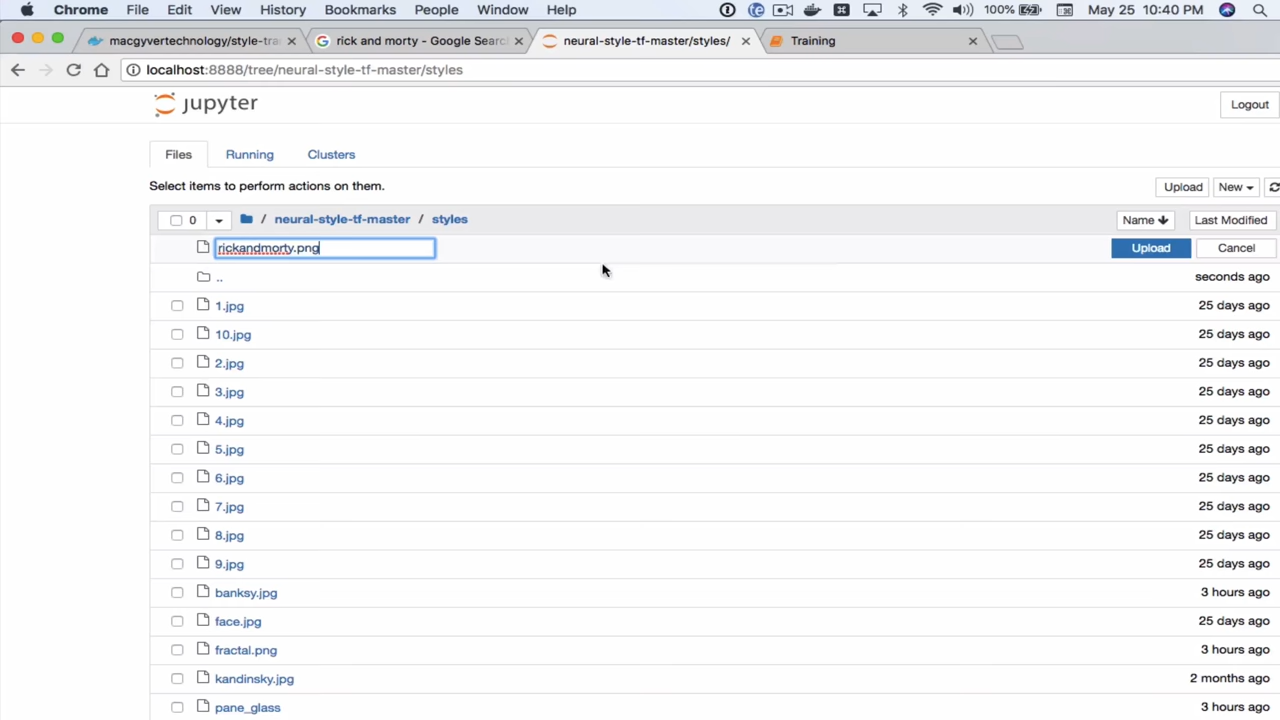 Chrome File Edit View History Bookmarks People Window Help 100% May 25 10:40 PM
macgyvertechnology/style-tra rick and morty - Google Searc neural-style-tf-master/styles/ Training
localhost:8888/tree/neural-style-tf-master/styles
jupyter Logout
Files Running Clusters
Select items to perform actions on them. Upload New
0 / neural-style-tf-master / styles Name Last Modified
rickandmorty.png Upload Cancel
.. seconds ago
1.jpg 25 days ago
10.jpg 25 days ago
2.jpg 25 days ago
3.jpg 25 days ago
4.jpg 25 days ago
5.jpg 25 days ago
6.jpg 25 days ago
7.jpg 25 days ago
8.jpg 25 days ago
9.jpg 25 days ago
banksy.jpg 3 hours ago
face.jpg 25 days ago
fractal.png 3 hours ago
kandinsky.jpg 2 months ago
pane_glass 3 hours ago